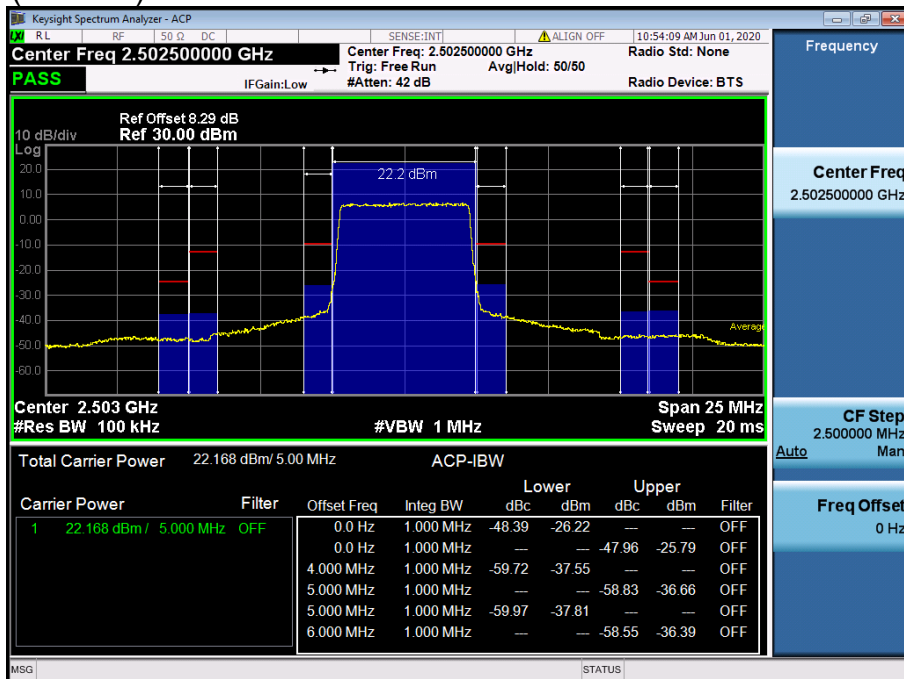 Keysight Spectrum Analyzer - ACP
LXI RL RF 50 Ω DC SENSE:INT ALIGN OFF 10:54:09 AM Jun 01, 2020
Center Freq 2.502500000 GHz Center Freq: 2.502500000 GHz Radio Std: None
Trig: Free Run Avg|Hold: 50/50
PASS IFGain:Low #Atten: 42 dB Radio Device: BTS
Ref Offset 8.29 dB
10 dB/div Ref 30.00 dBm
Log
20.0
22.2 dBm
10.0
0.00
-10.0
-20.0
-30.0
-40.0
Average
-50.0
-60.0
Center 2.503 GHz Span 25 MHz
#Res BW 100 kHz #VBW 1 MHz Sweep 20 ms
Total Carrier Power 22.168 dBm/ 5.00 MHz ACP-IBW
Lower Upper
Carrier Power Filter Offset Freq Integ BW dBc dBm dBc dBm Filter
1 22.168 dBm / 5.000 MHz OFF 0.0 Hz 1.000 MHz -48.39 -26.22 --- --- OFF
0.0 Hz 1.000 MHz --- --- -47.96 -25.79 OFF
4.000 MHz 1.000 MHz -59.72 -37.55 --- --- OFF
5.000 MHz 1.000 MHz --- --- -58.83 -36.66 OFF
5.000 MHz 1.000 MHz -59.97 -37.81 --- --- OFF
6.000 MHz 1.000 MHz --- --- -58.55 -36.39 OFF
MSG STATUS
Frequency
Center Freq
2.502500000 GHz
CF Step
2.500000 MHz
Auto Man
Freq Offset
0 Hz